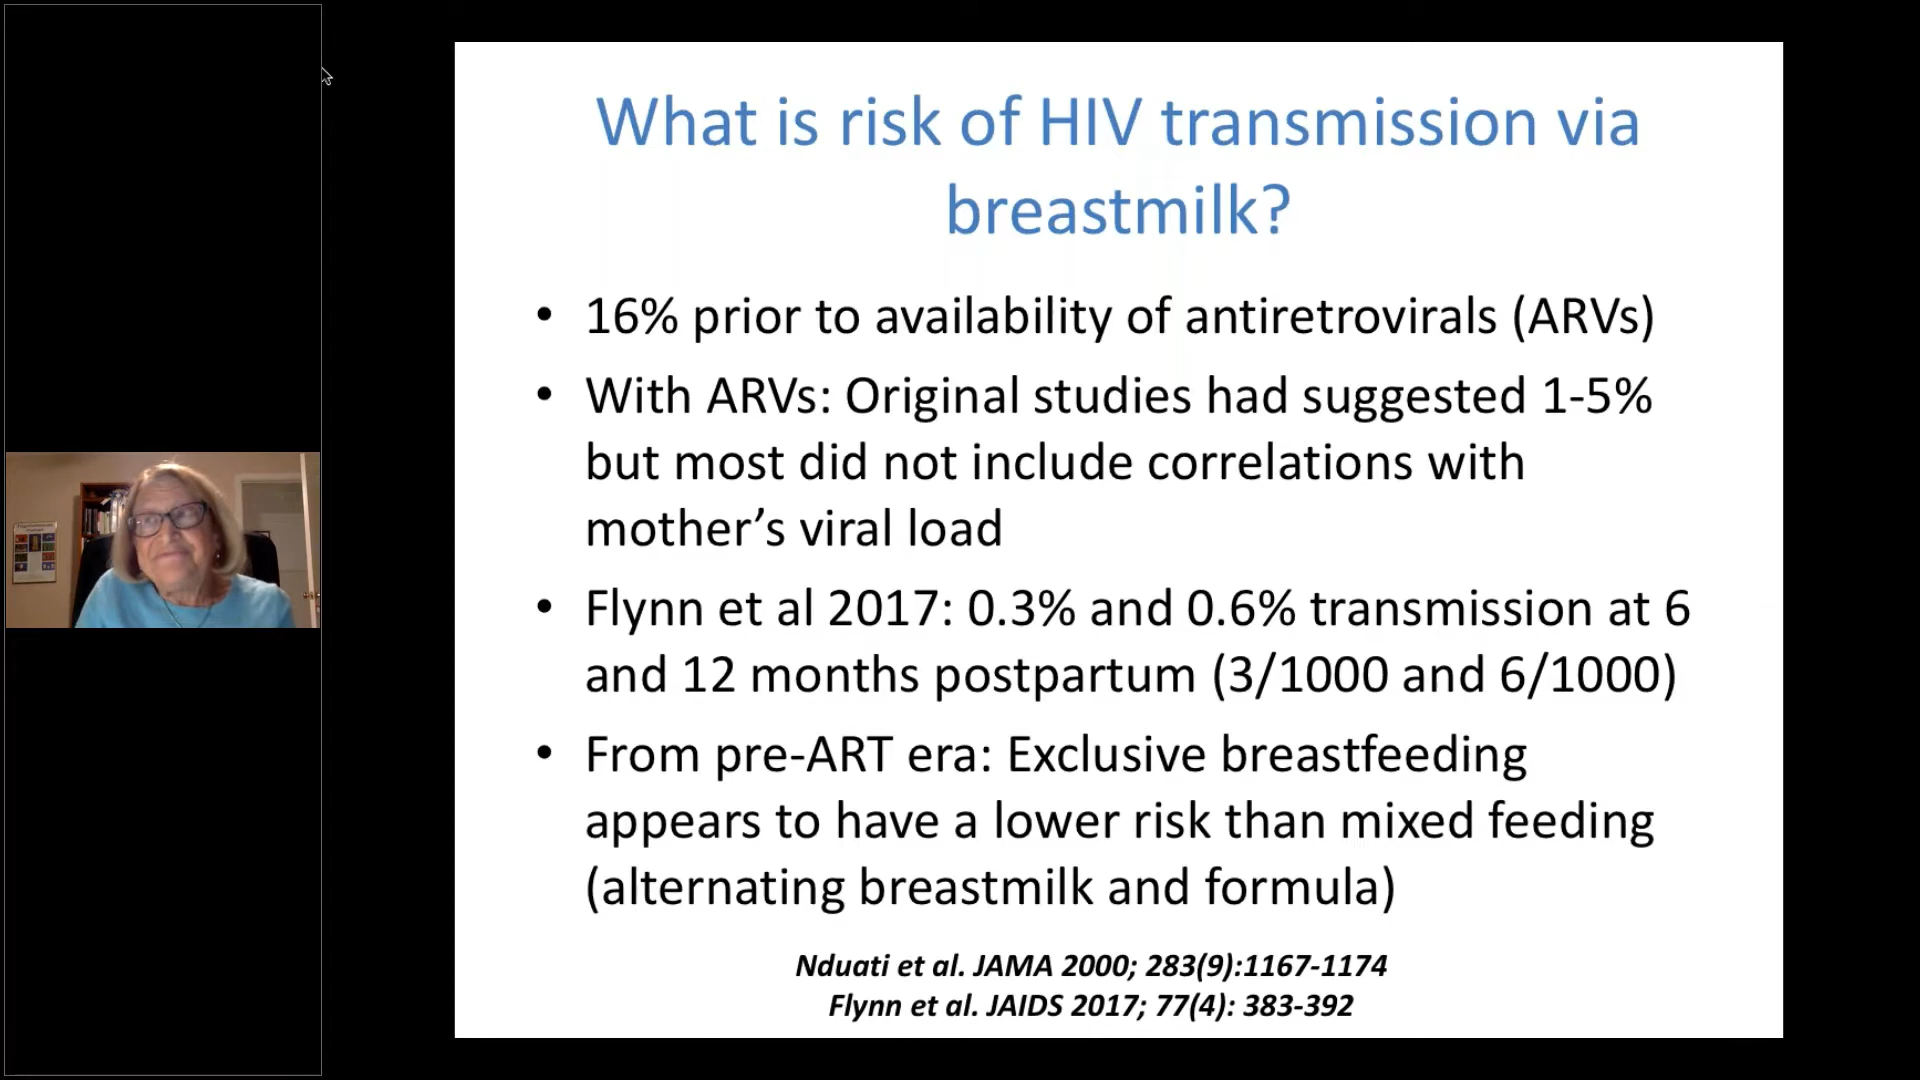 What is risk of HIV transmission via
breastmilk?
• 16% prior to availability of antiretrovirals (ARVs)
• With ARVs: Original studies had suggested 1-5%
but most did not include correlations with
mother’s viral load
• Flynn et al 2017: 0.3% and 0.6% transmission at 6
and 12 months postpartum (3/1000 and 6/1000)
• From pre-ART era: Exclusive breastfeeding
appears to have a lower risk than mixed feeding
(alternating breastmilk and formula)
Nduati et al. JAMA 2000; 283(9):1167-1174
Flynn et al. JAIDS 2017; 77(4): 383-392